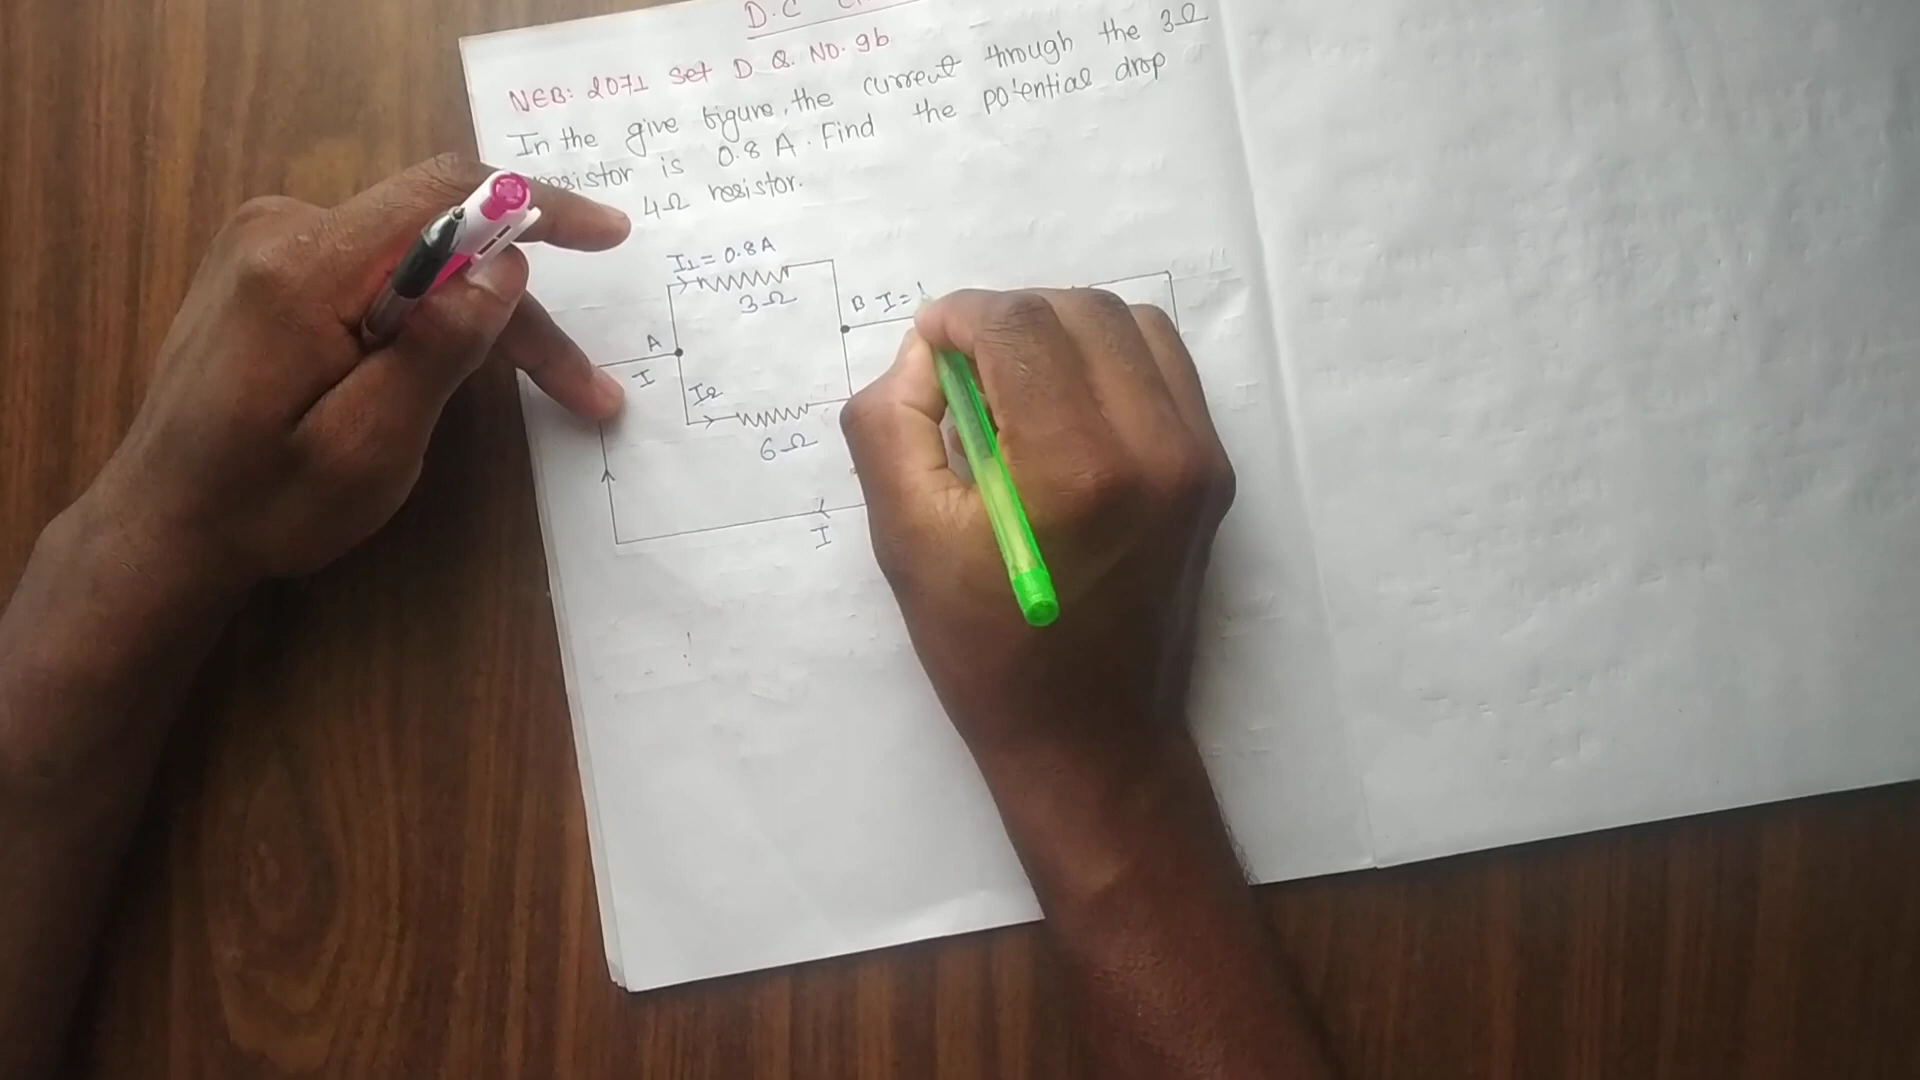 D.C
NEB: 2071 Set D Q. NO. 9b
In the give figure, the current through the 3Ω
resistor is 0.8 A. Find the potential drop
4Ω resistor.
I₁ = 0.8A
3Ω
A
B I =
I
I₂
6Ω
I